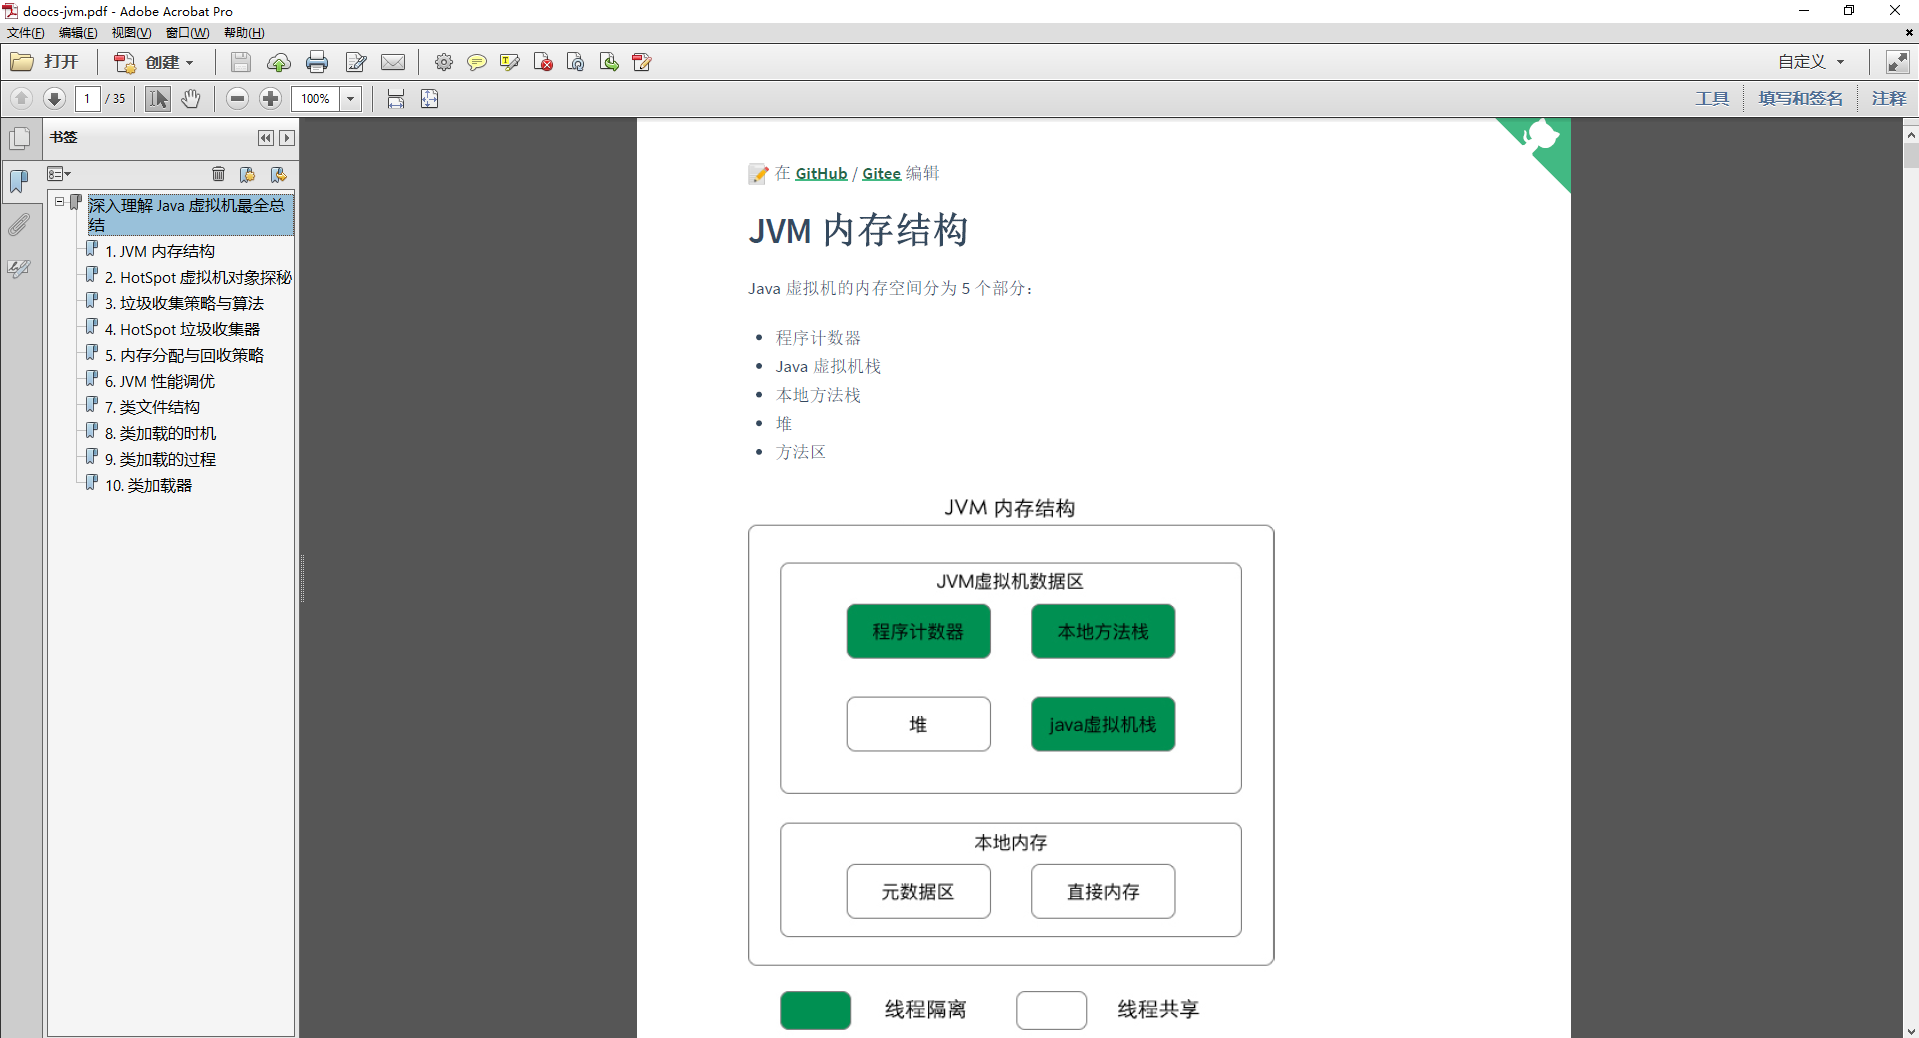 doocs-jvm.pdf - Adobe Acrobat Pro
文件(F) 编辑(E) 视图(V) 窗口(W) 帮助(H)
打开 创建 自定义
1 / 35 100% 工具 填写和签名 注释
书签
深入理解 Java 虚拟机最全总
结
1. JVM 内存结构
2. HotSpot 虚拟机对象探秘
3. 垃圾收集策略与算法
4. HotSpot 垃圾收集器
5. 内存分配与回收策略
6. JVM 性能调优
7. 类文件结构
8. 类加载的时机
9. 类加载的过程
10. 类加载器
在 GitHub / Gitee 编辑
JVM 内存结构
Java 虚拟机的内存空间分为 5 个部分：
• 程序计数器
• Java 虚拟机栈
• 本地方法栈
• 堆
• 方法区
JVM 内存结构
JVM虚拟机数据区
程序计数器 本地方法栈
堆 java虚拟机栈
本地内存
元数据区 直接内存
线程隔离 线程共享